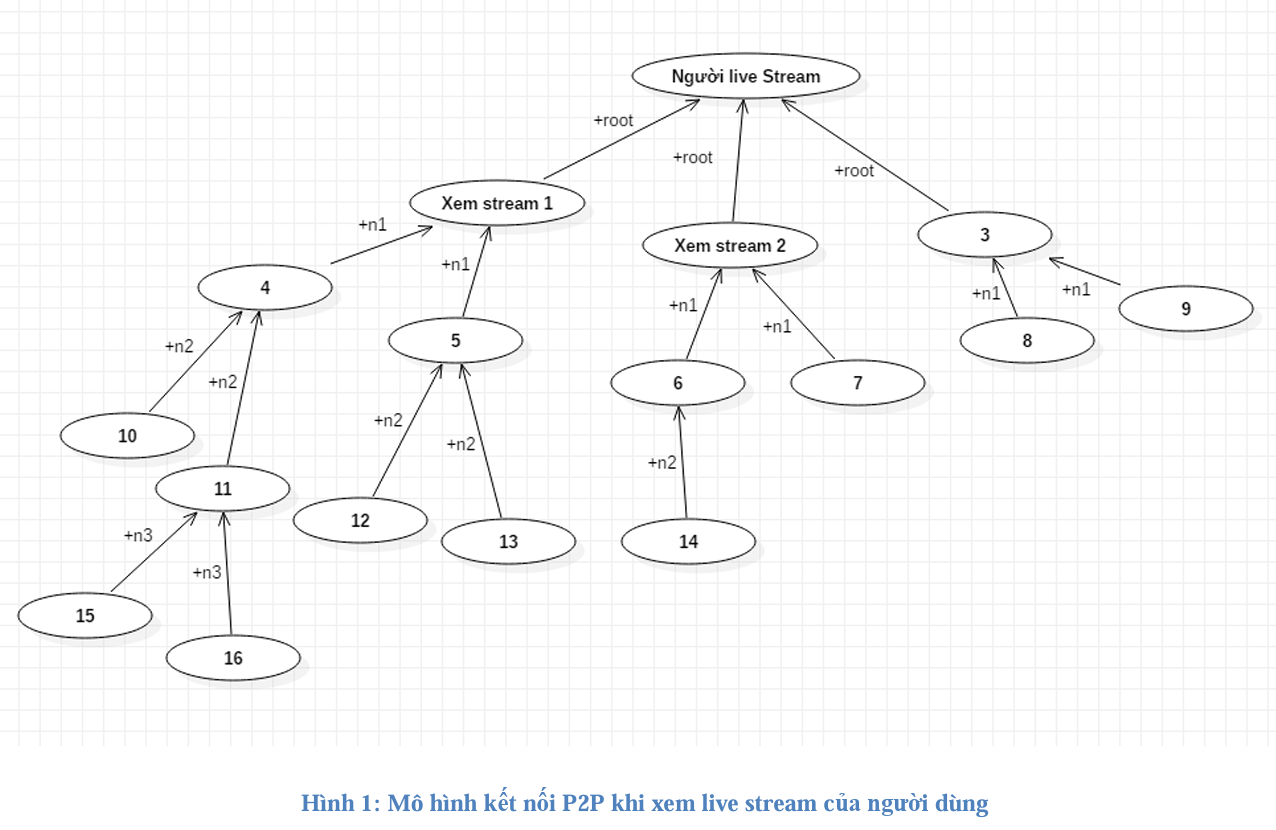 Người live Stream
+root
+root
+root
Xem stream 1
Xem stream 2
3
+n1
+n1
+n1
+n1
+n1
+n1
4
5
6
7
8
9
+n2
+n2
+n2
+n2
+n2
10
11
12
13
14
+n3
+n3
15
16
Hình 1: Mô hình kết nối P2P khi xem live stream của người dùng